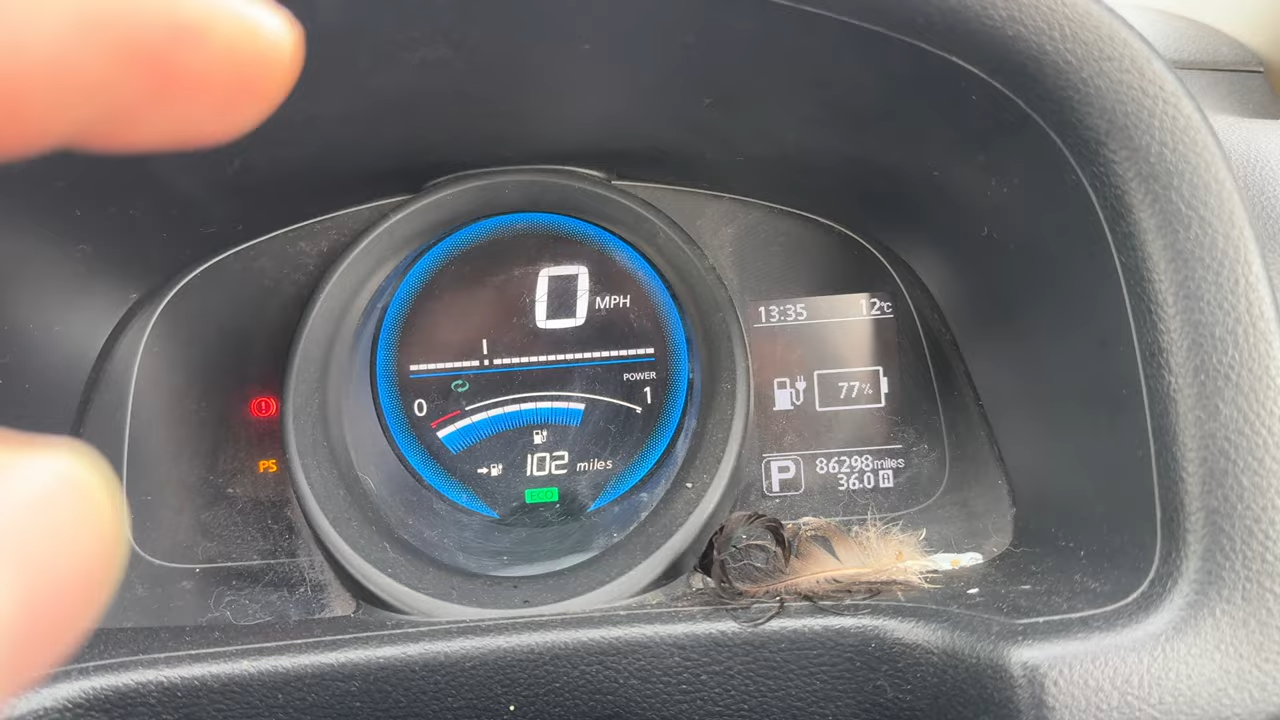 0 MPH
POWER
0 1
102 miles
ECO
PS
13:35 12°C
77%
P
86298 miles
36.0 A